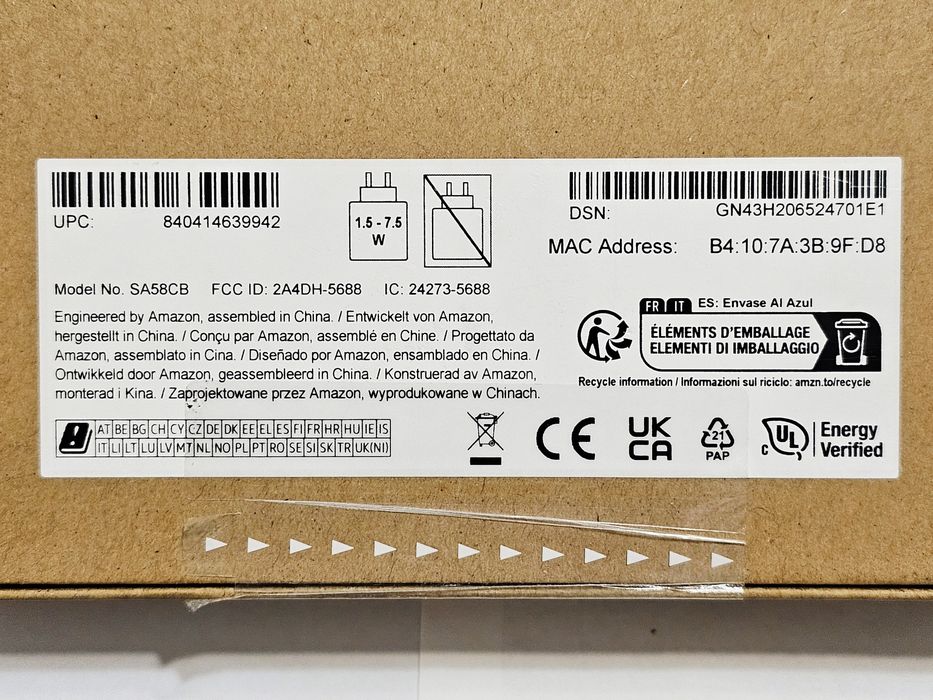 UPC: 840414639942
1.5 - 7.5
W
DSN: GN43H206524701E1
MAC Address: B4:10:7A:3B:9F:D8
Model No. SA58CB FCC ID: 2A4DH-5688 IC: 24273-5688
Engineered by Amazon, assembled in China. / Entwickelt von Amazon,
hergestellt in China. / Conçu par Amazon, assemblé en Chine. / Progettato da
Amazon, assemblato in Cina. / Diseñado por Amazon, ensamblado en China. /
Ontwikkeld door Amazon, geassembleerd in China. / Konstruerad av Amazon,
monterad i Kina. / Zaprojektowane przez Amazon, wyprodukowane w Chinach.
FR IT ES: Envase Al Azul
ÉLÉMENTS D'EMBALLAGE
ELEMENTI DI IMBALLAGGIO
Recycle information / Informazioni sul riciclo: amzn.to/recycle
AT BE BG CH CY CZ DE DK EE EL ES FI FR HR HU IE IS
IT LI LT LU LV MT NL NO PL PT RO SE SI SK TR UK(NI)
CE
UK
CA
21
PAP
c UL Energy
Verified